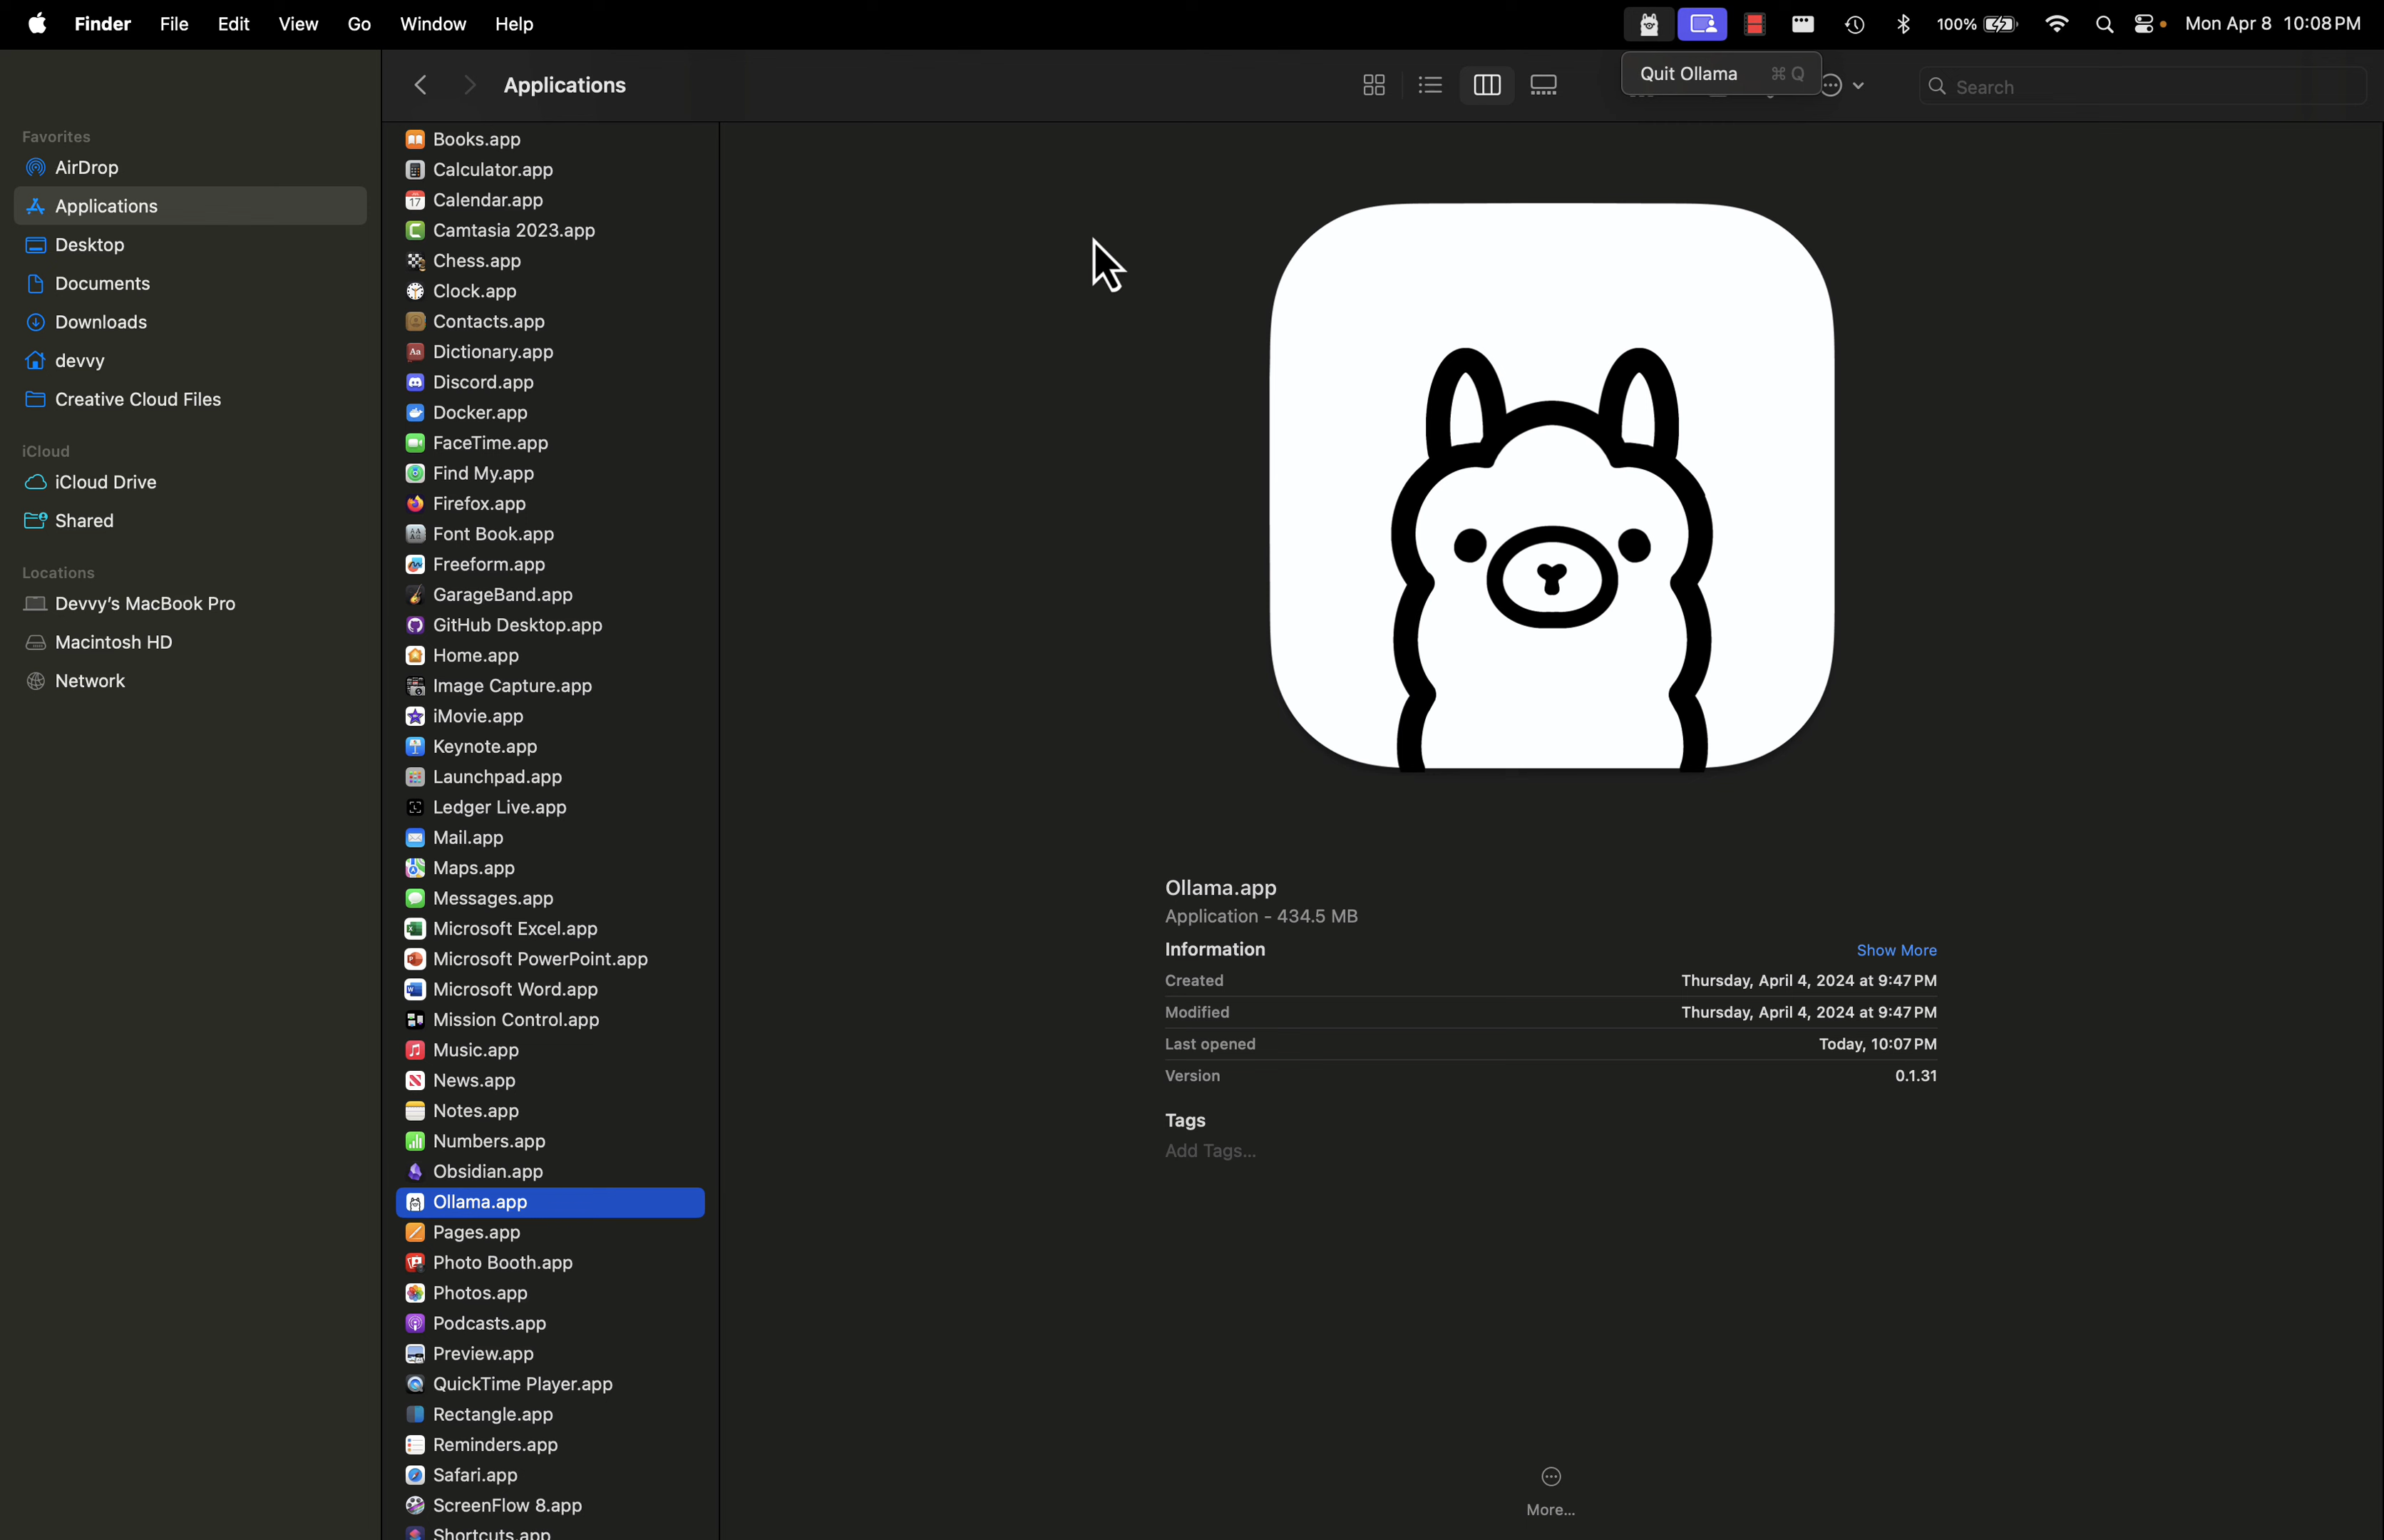 Finder File Edit View Go Window Help 100% Mon Apr 8 10:08 PM
Quit Ollama ⌘ Q
Applications
Search
Favorites
AirDrop
Applications
Desktop
Documents
Downloads
devvy
Creative Cloud Files
iCloud
iCloud Drive
Shared
Locations
Devvy's MacBook Pro
Macintosh HD
Network
Books.app
Calculator.app
Calendar.app
Camtasia 2023.app
Chess.app
Clock.app
Contacts.app
Dictionary.app
Discord.app
Docker.app
FaceTime.app
Find My.app
Firefox.app
Font Book.app
Freeform.app
GarageBand.app
GitHub Desktop.app
Home.app
Image Capture.app
iMovie.app
Keynote.app
Launchpad.app
Ledger Live.app
Mail.app
Maps.app
Messages.app
Microsoft Excel.app
Microsoft PowerPoint.app
Microsoft Word.app
Mission Control.app
Music.app
News.app
Notes.app
Numbers.app
Obsidian.app
Ollama.app
Pages.app
Photo Booth.app
Photos.app
Podcasts.app
Preview.app
QuickTime Player.app
Rectangle.app
Reminders.app
Safari.app
ScreenFlow 8.app
Shortcuts.app
Ollama.app
Application - 434.5 MB
Information Show More
Created Thursday, April 4, 2024 at 9:47 PM
Modified Thursday, April 4, 2024 at 9:47 PM
Last opened Today, 10:07 PM
Version 0.1.31
Tags
Add Tags...
More...